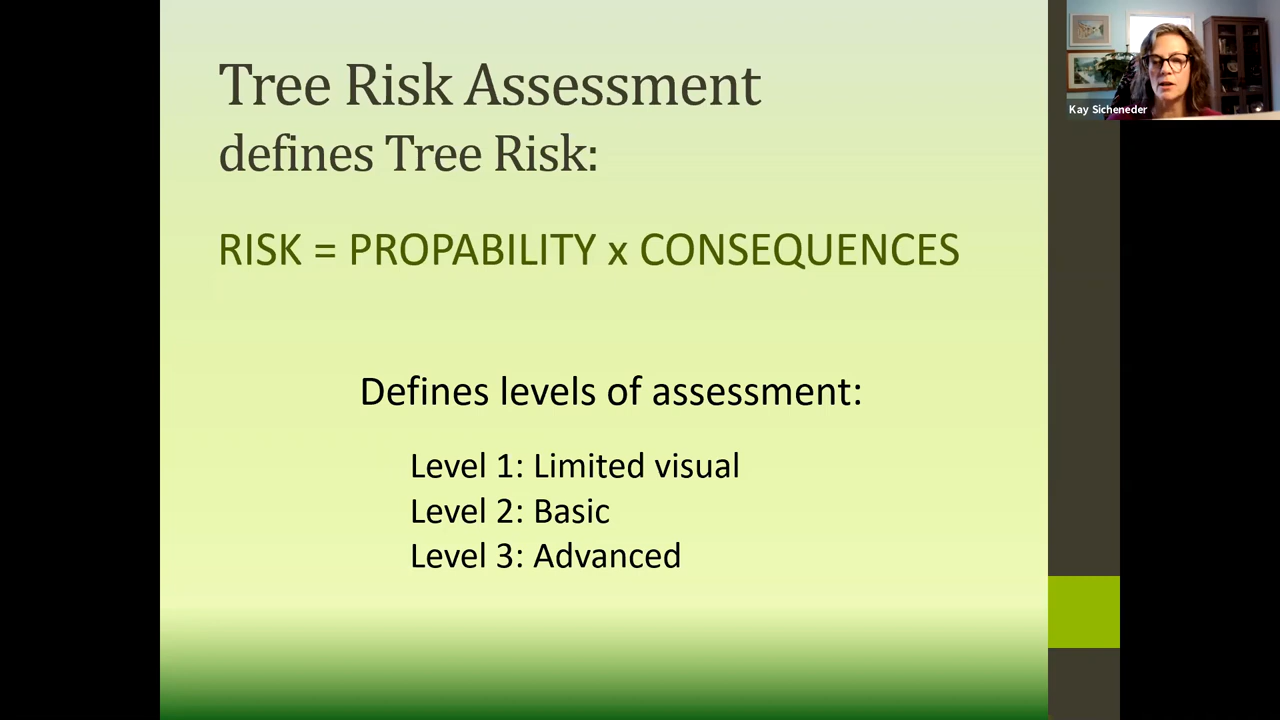 Tree Risk Assessment
defines Tree Risk:
RISK = PROPABILITY x CONSEQUENCES
Defines levels of assessment:
Level 1: Limited visual
Level 2: Basic
Level 3: Advanced
Kay Sicheneder